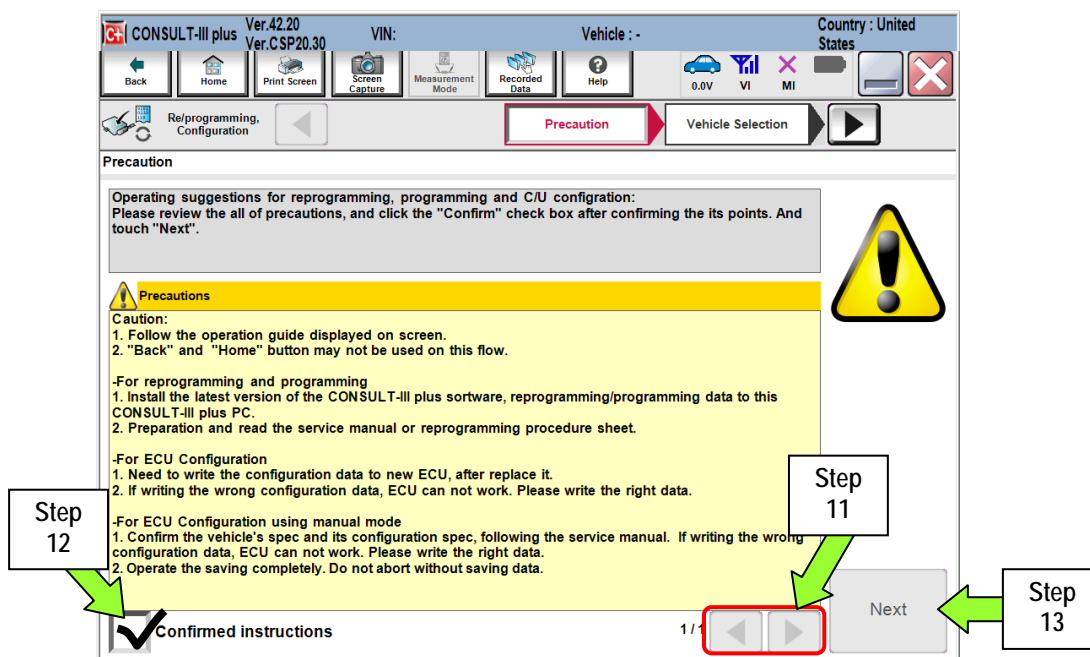 CONSULT-III plus
Ver.42.20
Ver.CSP20.30
VIN:
Vehicle : -
Country : United
States
Back
Home
Print Screen
Screen
Capture
Measurement
Mode
Recorded
Data
Help
0.0V
VI
MI
Re/programming,
Configuration
Precaution
Vehicle Selection
Precaution
Operating suggestions for reprogramming, programming and C/U configration:
Please review the all of precautions, and click the "Confirm" check box after confirming the its points. And
touch "Next".
Precautions
Caution:
1. Follow the operation guide displayed on screen.
2. "Back" and "Home" button may not be used on this flow.
-For reprogramming and programming
1. Install the latest version of the CONSULT-III plus sortware, reprogramming/programming data to this
CONSULT-III plus PC.
2. Preparation and read the service manual or reprogramming procedure sheet.
-For ECU Configuration
1. Need to write the configuration data to new ECU, after replace it.
2. If writing the wrong configuration data, ECU can not work. Please write the right data.
-For ECU Configuration using manual mode
1. Confirm the vehicle's spec and its configuration spec, following the service manual. If writing the wrong
configuration data, ECU can not work. Please write the right data.
2. Operate the saving completely. Do not abort without saving data.
Step
11
Step
12
Confirmed instructions
1/1
Next
Step
13